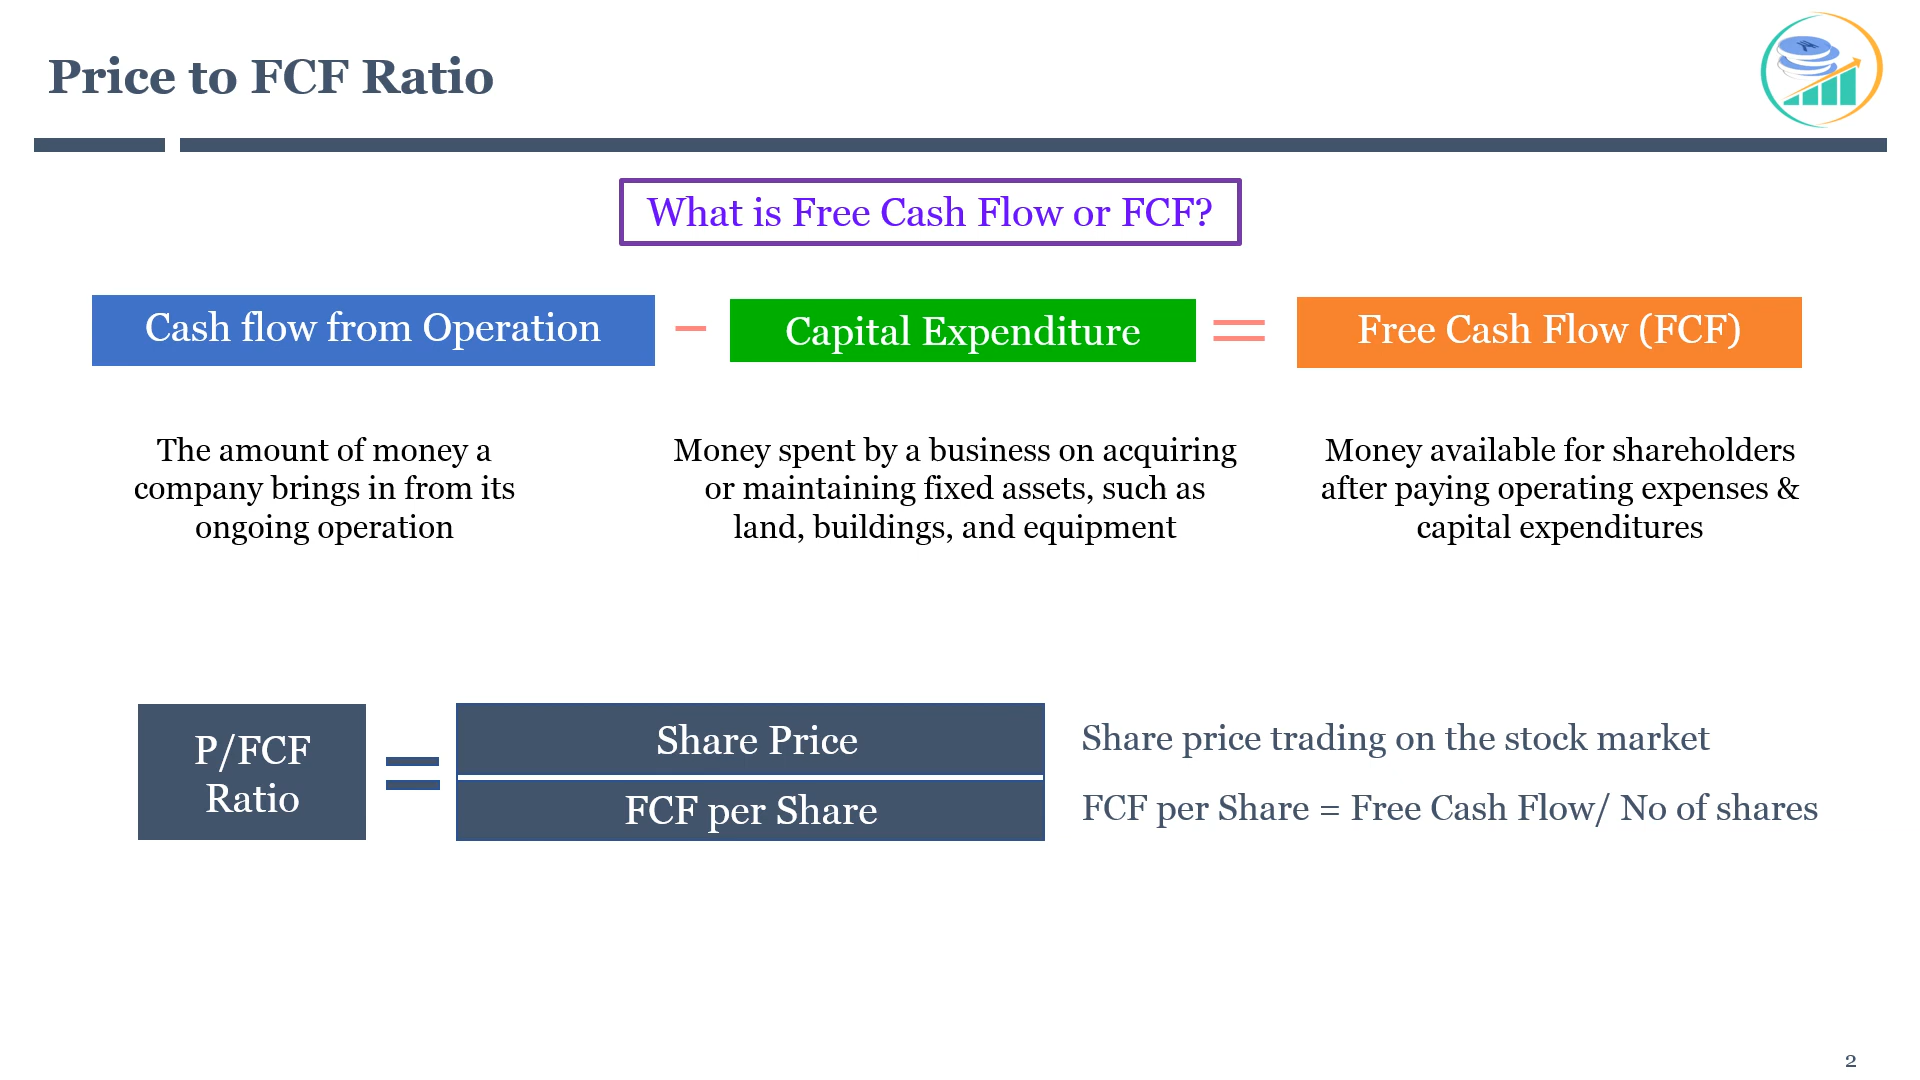 Price to FCF Ratio
What is Free Cash Flow or FCF?
Cash flow from Operation
−
Capital Expenditure
=
Free Cash Flow (FCF)
The amount of money a
company brings in from its
ongoing operation
Money spent by a business on acquiring
or maintaining fixed assets, such as
land, buildings, and equipment
Money available for shareholders
after paying operating expenses &
capital expenditures
P/FCF
Ratio
=
Share Price
FCF per Share
Share price trading on the stock market
FCF per Share = Free Cash Flow/ No of shares
2